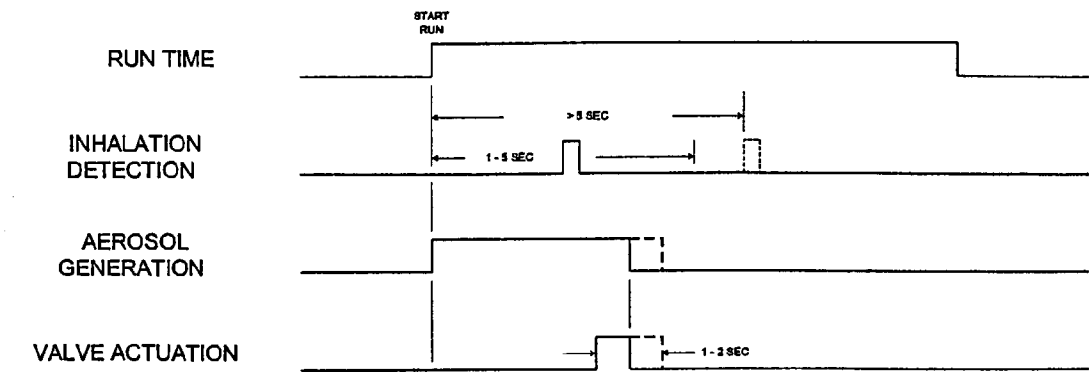 START
RUN
RUN TIME
> 5 SEC
INHALATION
DETECTION
1 - 5 SEC
AEROSOL
GENERATION
VALVE ACTUATION
1 - 2 SEC